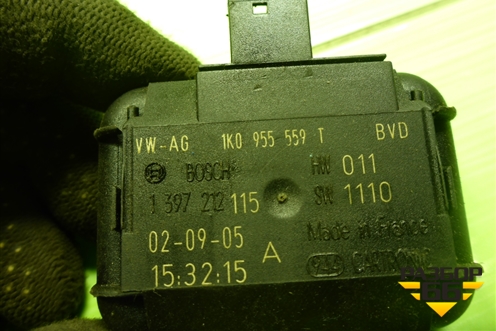 VW-AG 1K0 955 559 T BVD
BOSCH HW 011
1 397 212 115 SW 1110
02-09-05 A Made in France
15:32:15